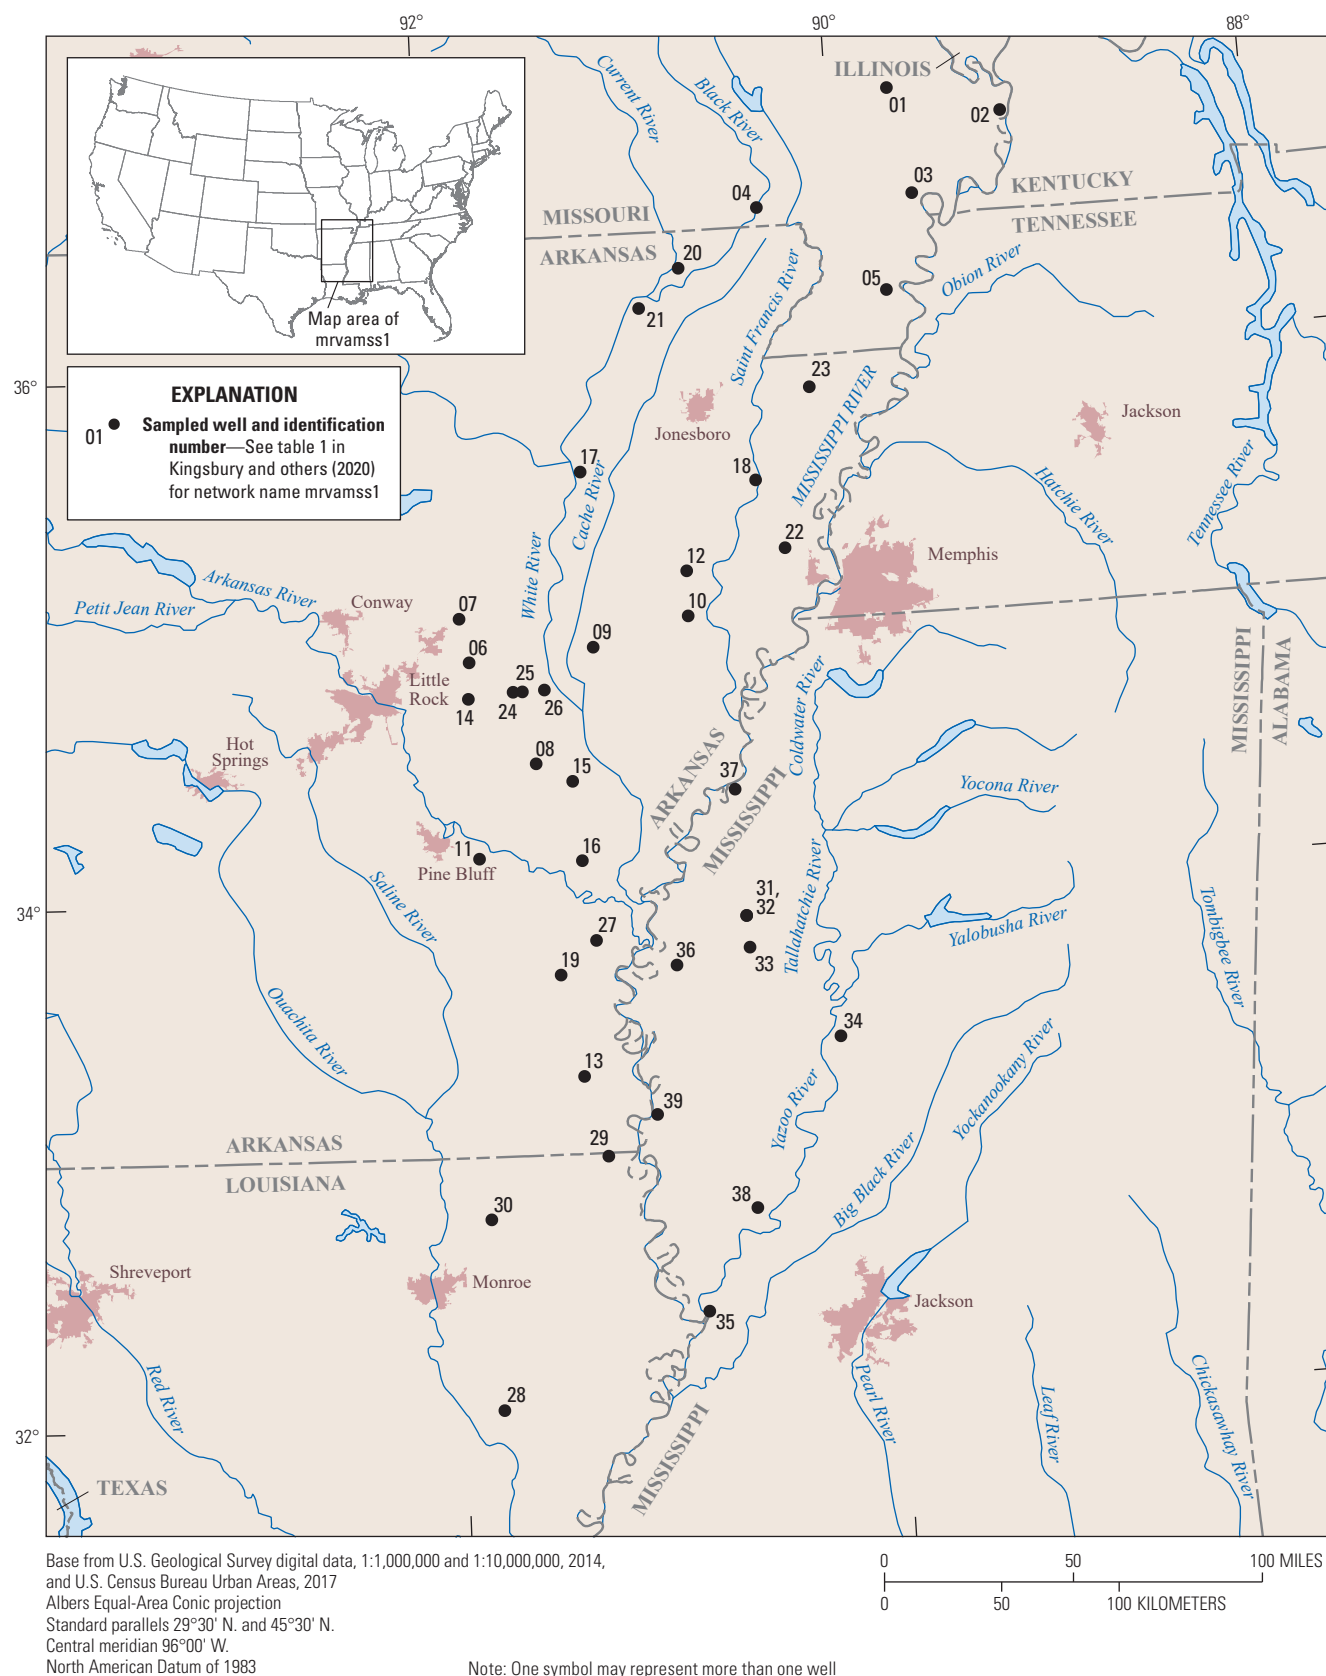 92°
90°
88°
Map area of
mrvamss1
EXPLANATION
01
Sampled well and identification
number—See table 1 in
Kingsbury and others (2020)
for network name mrvamss1
36°
34°
32°
ILLINOIS
MISSOURI
ARKANSAS
KENTUCKY
TENNESSEE
Current River
Black River
01
02
03
04
20
21
05
Obion River
Saint Francis River
23
MISSISSIPPI RIVER
Jonesboro
Jackson
17
18
Cache River
Hatchie River
Tennessee River
22
Memphis
12
10
White River
Arkansas River
Petit Jean River
Conway
07
06
09
Little
Rock
14
24
25
26
Hot
Springs
08
15
Coldwater River
MISSISSIPPI
ALABAMA
ARKANSAS
MISSISSIPPI
37
Yocona River
11
Pine Bluff
16
Saline River
Tallahatchie River
31,
32
33
Yalobusha River
Tombigbee River
27
19
36
Ouachita River
34
13
39
Yazoo River
Yockanookany River
29
ARKANSAS
LOUISIANA
30
38
Big Black River
Shreveport
Monroe
Jackson
35
Red River
28
Pearl River
Leaf River
Chickasawhay River
TEXAS
MISSISSIPPI
Base from U.S. Geological Survey digital data, 1:1,000,000 and 1:10,000,000, 2014,
and U.S. Census Bureau Urban Areas, 2017
Albers Equal-Area Conic projection
Standard parallels 29°30' N. and 45°30' N.
Central meridian 96°00' W.
North American Datum of 1983
0 50 100 MILES
0 50 100 KILOMETERS
Note: One symbol may represent more than one well